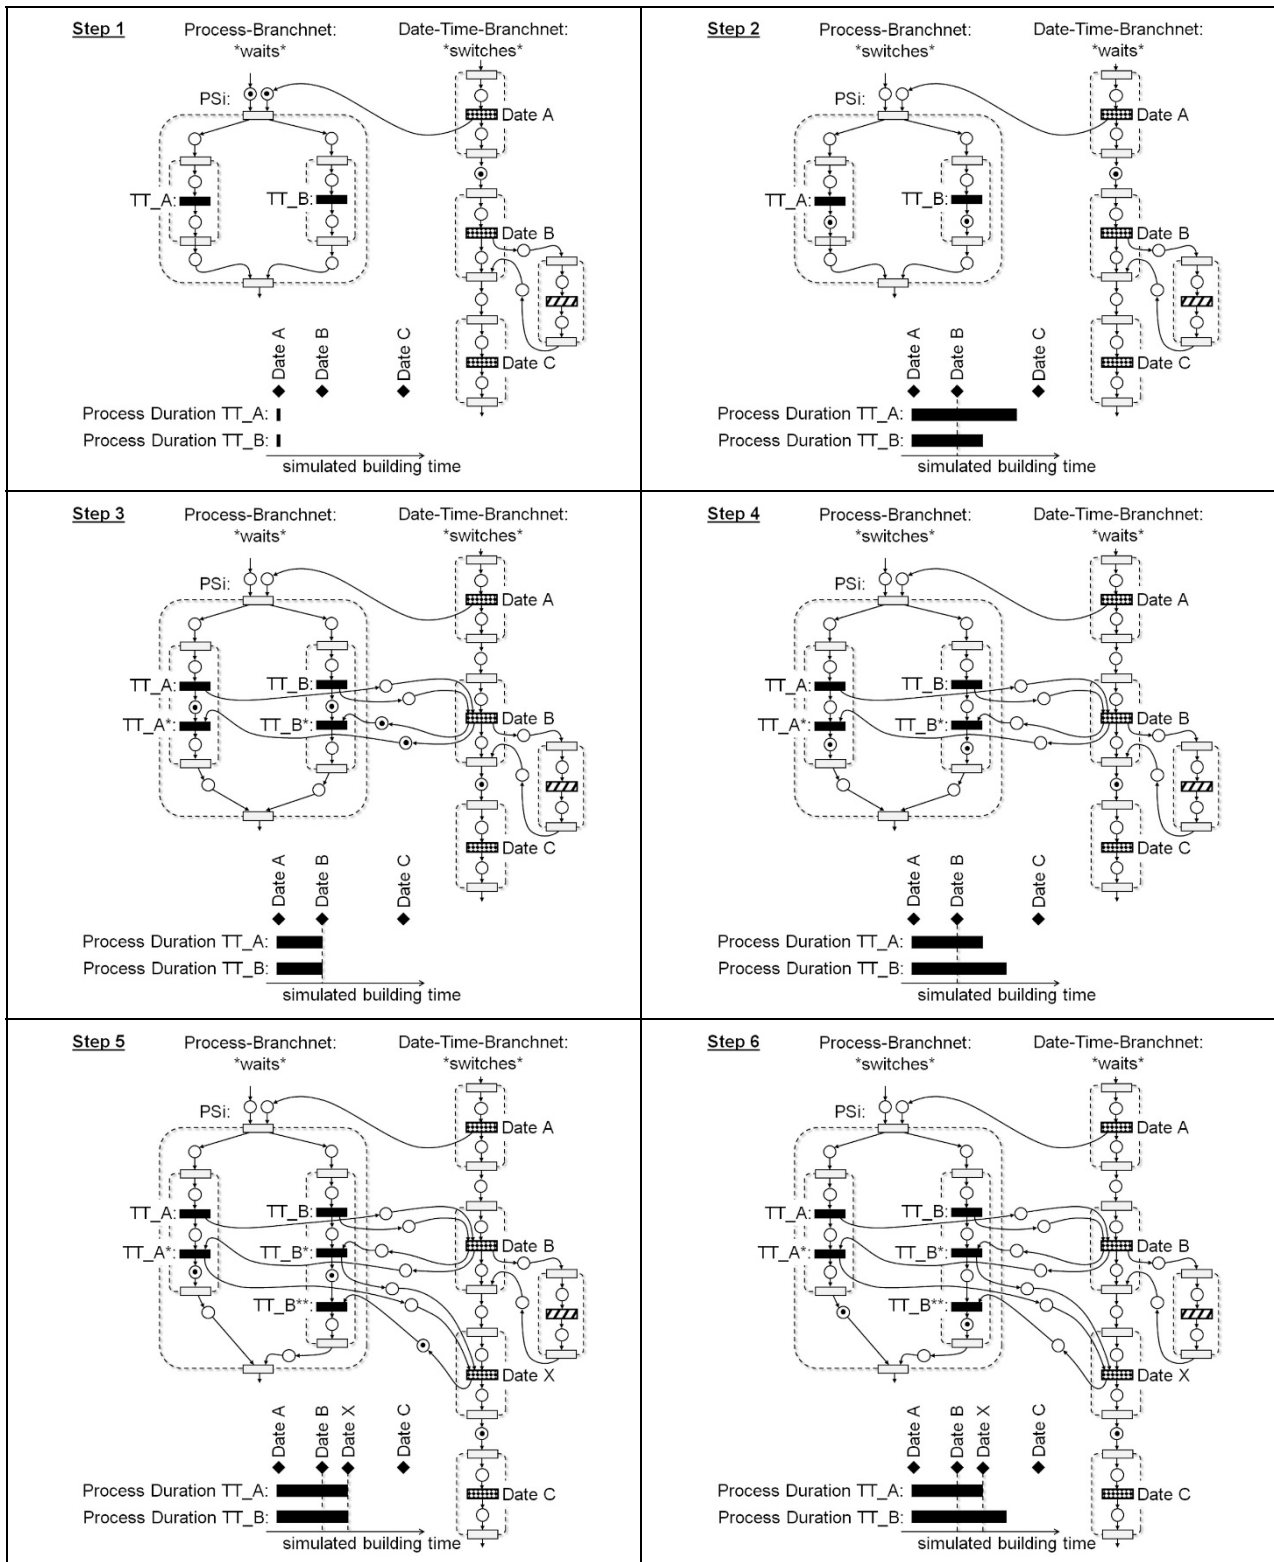 Step 1
Process-Branchnet:
*waits*
Date-Time-Branchnet:
*switches*
PSi:
Date A
TT_A:
TT_B:
Date B
Date C
Date A
Date B
Date C
Process Duration TT_A:
Process Duration TT_B:
simulated building time
Step 2
Process-Branchnet:
*switches*
Date-Time-Branchnet:
*waits*
PSi:
Date A
TT_A:
TT_B:
Date B
Date C
Date A
Date B
Date C
Process Duration TT_A:
Process Duration TT_B:
simulated building time
Step 3
Process-Branchnet:
*waits*
Date-Time-Branchnet:
*switches*
PSi:
Date A
TT_A:
TT_B:
TT_A*:
TT_B*:
Date B
Date C
Date A
Date B
Date C
Process Duration TT_A:
Process Duration TT_B:
simulated building time
Step 4
Process-Branchnet:
*switches*
Date-Time-Branchnet:
*waits*
PSi:
Date A
TT_A:
TT_B:
TT_A*:
TT_B*:
Date B
Date C
Date A
Date B
Date C
Process Duration TT_A:
Process Duration TT_B:
simulated building time
Step 5
Process-Branchnet:
*waits*
Date-Time-Branchnet:
*switches*
PSi:
Date A
TT_A:
TT_B:
TT_A*:
TT_B*:
Date B
TT_B**:
Date X
Date A
Date B
Date X
Date C
Process Duration TT_A:
Process Duration TT_B:
Date C
simulated building time
Step 6
Process-Branchnet:
*switches*
Date-Time-Branchnet:
*waits*
PSi:
Date A
TT_A:
TT_B:
TT_A*:
TT_B*:
Date B
TT_B**:
Date X
Date A
Date B
Date X
Date C
Process Duration TT_A:
Process Duration TT_B:
Date C
simulated building time